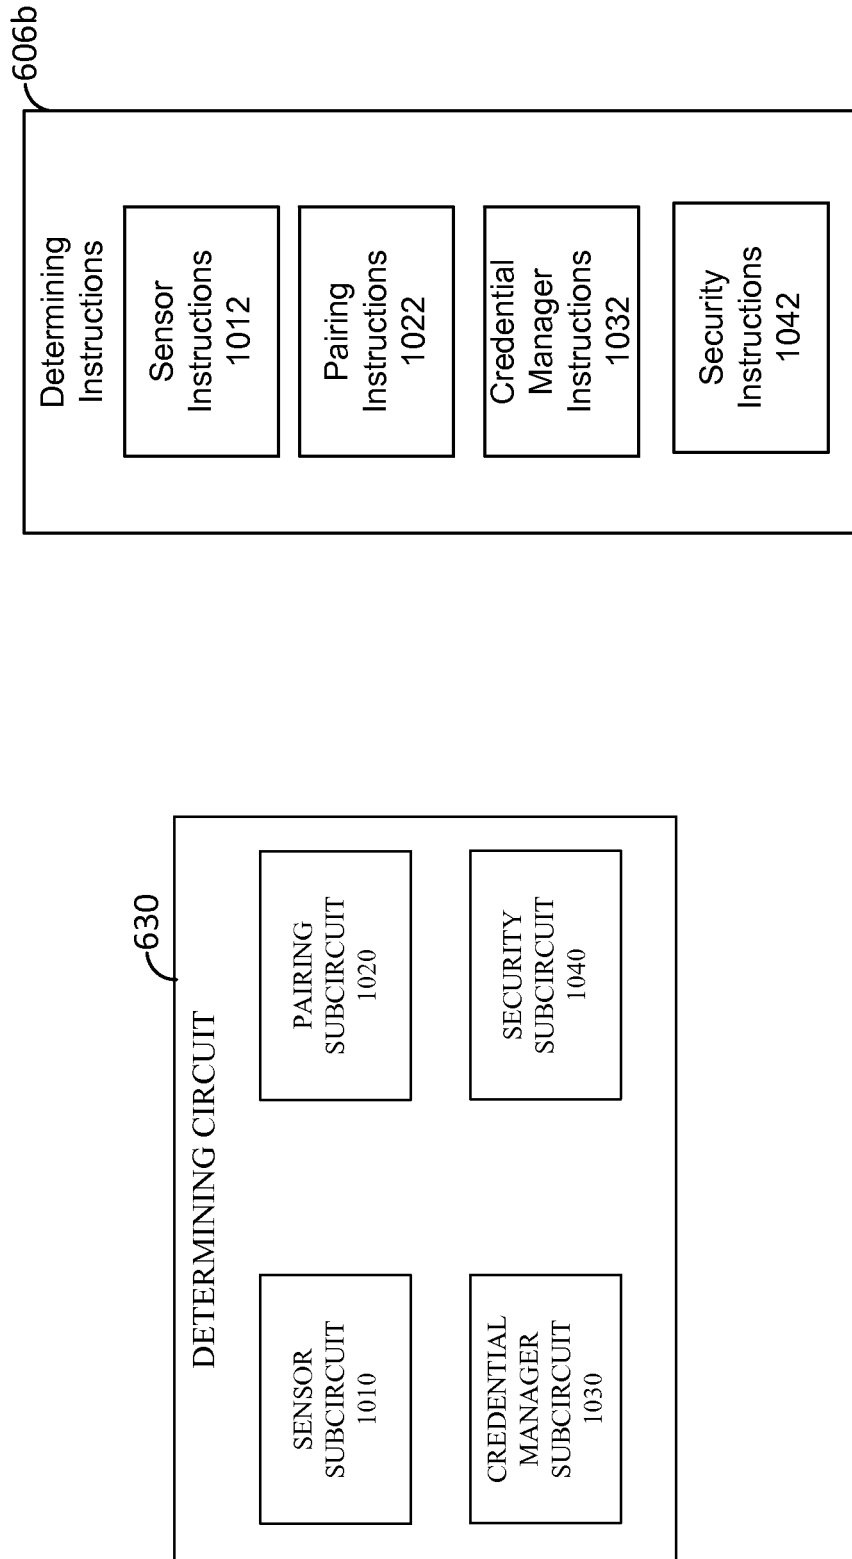 630
DETERMINING CIRCUIT
SENSOR
SUBCIRCUIT
1010
PAIRING
SUBCIRCUIT
1020
CREDENTIAL
MANAGER
SUBCIRCUIT
1030
SECURITY
SUBCIRCUIT
1040
606b
Determining
Instructions
Sensor
Instructions
1012
Pairing
Instructions
1022
Credential
Manager
Instructions
1032
Security
Instructions
1042